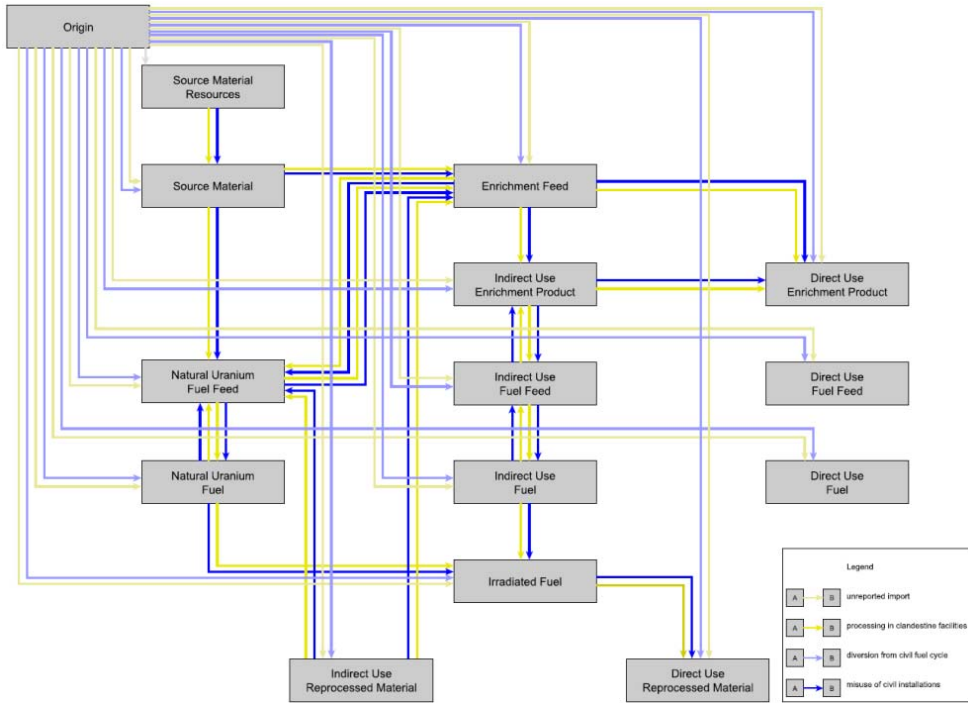 Origin
Source Material
Resources
Source Material
Enrichment Feed
Indirect Use
Enrichment Product
Direct Use
Enrichment Product
Natural Uranium
Fuel Feed
Indirect Use
Fuel Feed
Direct Use
Fuel Feed
Natural Uranium
Fuel
Indirect Use
Fuel
Direct Use
Fuel
Irradiated Fuel
Indirect Use
Reprocessed Material
Direct Use
Reprocessed Material
Legend
A B unreported import
A B processing in clandestine facilities
A B diversion from civil fuel cycle
A B misuse of civil installations